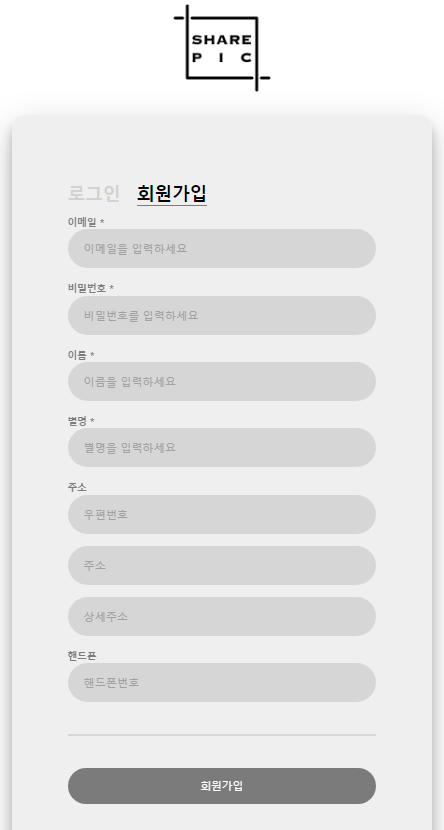 SHARE
PIC
로그인 회원가입
이메일 *
이메일을 입력하세요
비밀번호 *
비밀번호를 입력하세요
이름 *
이름을 입력하세요
별명 *
별명을 입력하세요
주소
우편번호
주소
상세주소
핸드폰
핸드폰번호
회원가입